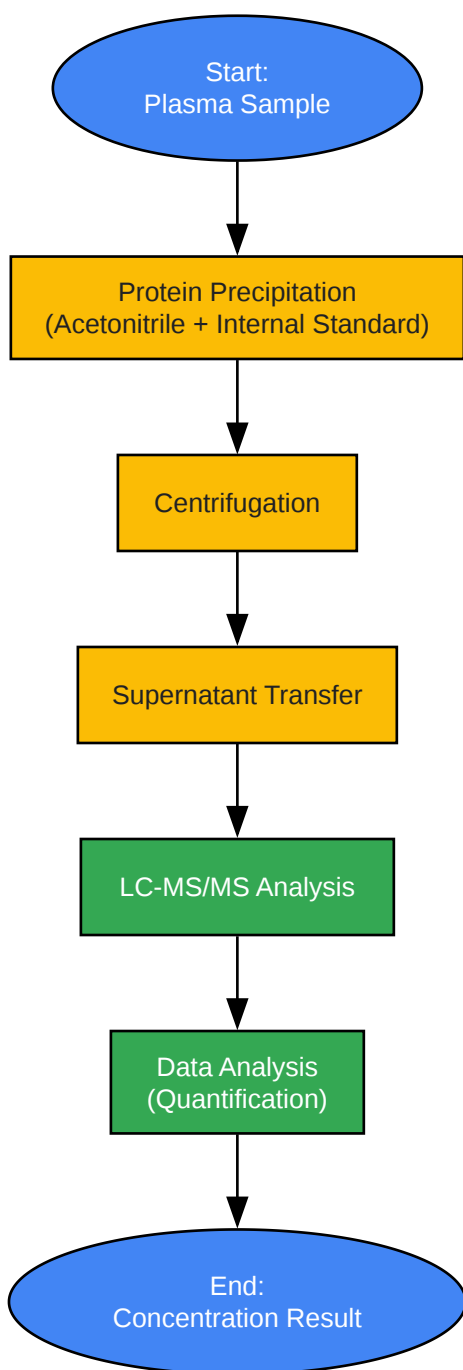 Start:
Plasma Sample
Protein Precipitation
(Acetonitrile + Internal Standard)
Centrifugation
Supernatant Transfer
LC-MS/MS Analysis
Data Analysis
(Quantification)
End:
Concentration Result